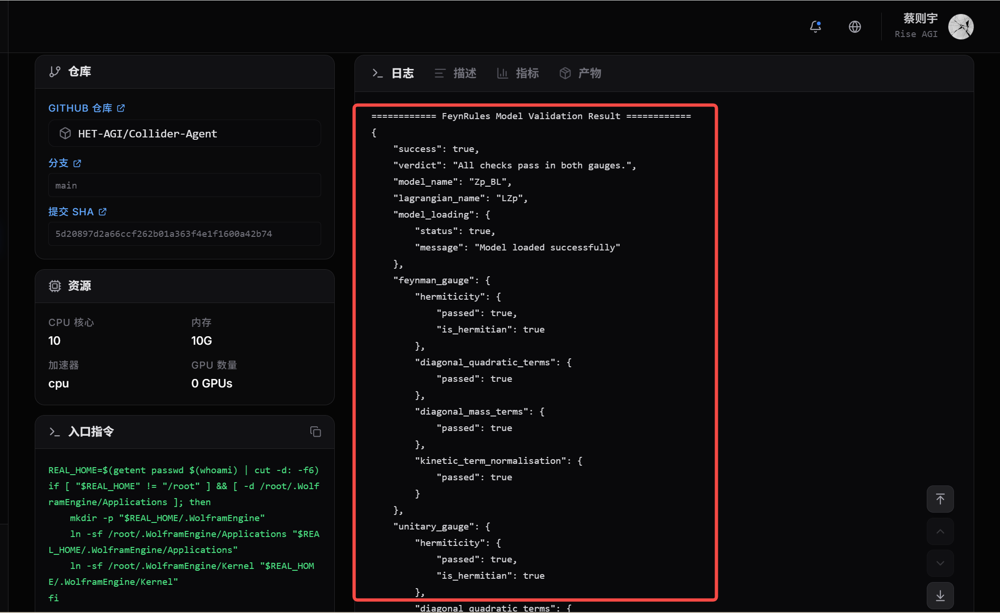 蔡则宇
Rise AGI
仓库
GITHUB 仓库
HET-AGI/Collider-Agent
分支
main
提交 SHA
5d20897d2a66ccf262b01a363f4e1f1600a42b74
资源
CPU 核心
内存
10
10G
加速器
GPU 数量
cpu
0 GPUs
入口指令
REAL_HOME=$(getent passwd $(whoami) | cut -d: -f6)
if [ "$REAL_HOME" != "/root" ] && [ -d /root/.Wolf
ramEngine/Applications ]; then
    mkdir -p "$REAL_HOME/.WolframEngine"
    ln -sf /root/.WolframEngine/Applications "$REA
L_HOME/.WolframEngine/Applications"
    ln -sf /root/.WolframEngine/Kernel "$REAL_HOM
E/.WolframEngine/Kernel"
fi
日志 描述 指标 产物
============ FeynRules Model Validation Result ============
{
    "success": true,
    "verdict": "All checks pass in both gauges.",
    "model_name": "Zp_BL",
    "lagrangian_name": "LZp",
    "model_loading": {
        "status": true,
        "message": "Model loaded successfully"
    },
    "feynman_gauge": {
        "hermiticity": {
            "passed": true,
            "is_hermitian": true
        },
        "diagonal_quadratic_terms": {
            "passed": true
        },
        "diagonal_mass_terms": {
            "passed": true
        },
        "kinetic_term_normalisation": {
            "passed": true
        }
    },
    "unitary_gauge": {
        "hermiticity": {
            "passed": true,
            "is_hermitian": true
        },
        "diagonal_quadratic_terms": {